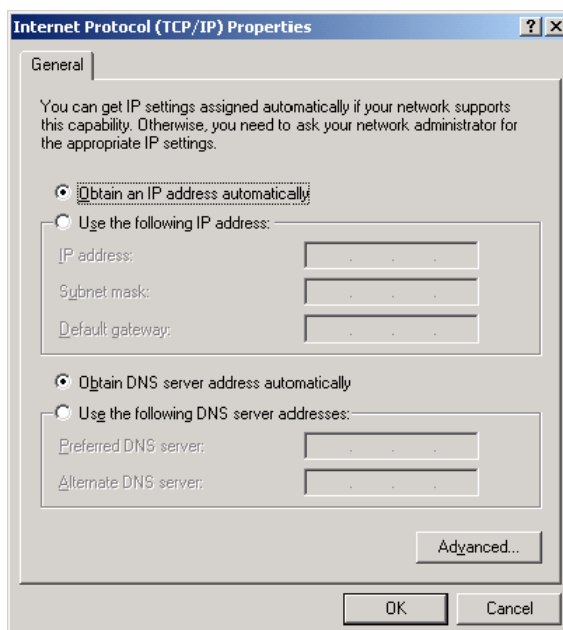 Internet Protocol (TCP/IP) Properties
General
You can get IP settings assigned automatically if your network supports
this capability. Otherwise, you need to ask your network administrator for
the appropriate IP settings.
Obtain an IP address automatically
Use the following IP address:
IP address:
Subnet mask:
Default gateway:
Obtain DNS server address automatically
Use the following DNS server addresses:
Preferred DNS server:
Alternate DNS server:
Advanced...
OK Cancel